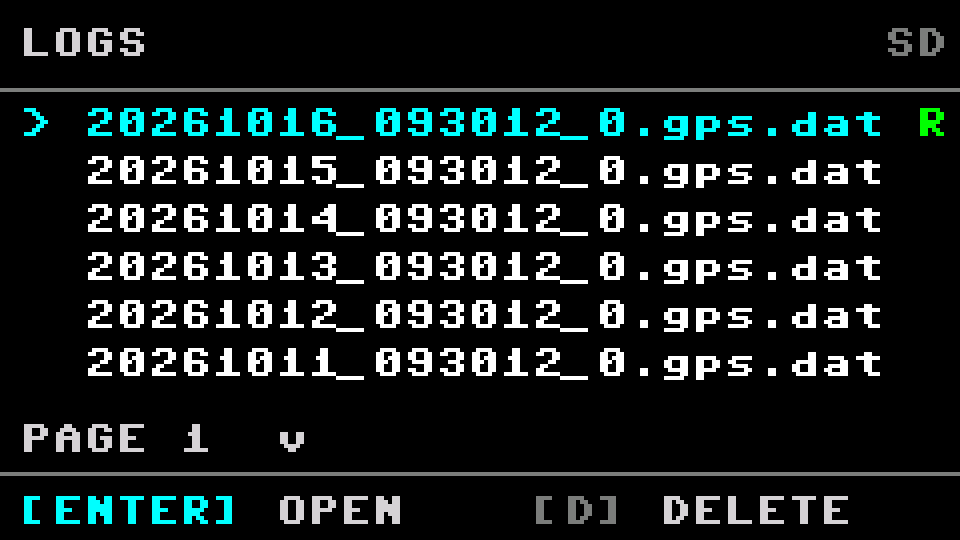 LOGS SD
> 20261016_093012_0.gps.dat R
20261015_093012_0.gps.dat
20261014_093012_0.gps.dat
20261013_093012_0.gps.dat
20261012_093012_0.gps.dat
20261011_093012_0.gps.dat
PAGE 1 v
[ENTER] OPEN [D] DELETE